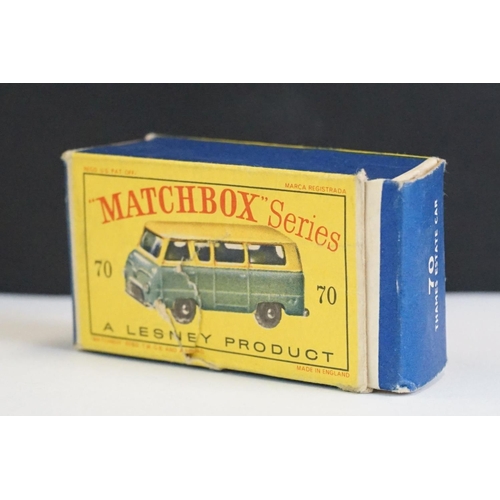 MARCA REGISTRADA
"MATCHBOX" Series
70
70
A LESNEY PRODUCT
MADE IN ENGLAND
70
THAMES ESTATE CAR